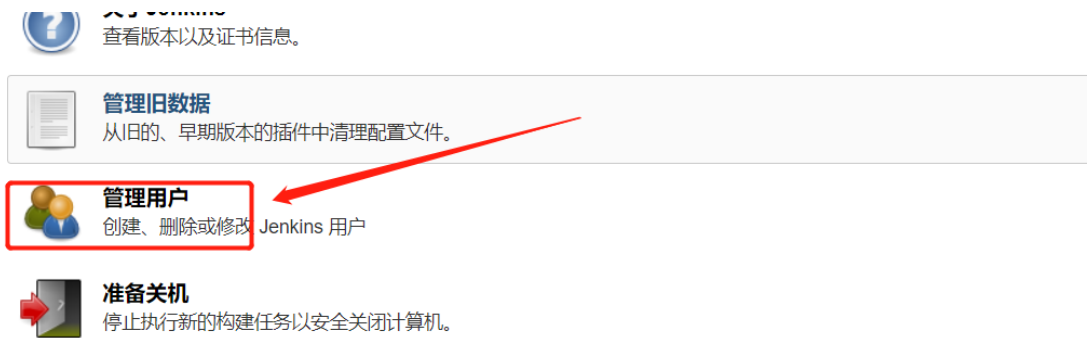 关于 Jenkins
查看版本以及证书信息。
管理旧数据
从旧的、早期版本的插件中清理配置文件。
管理用户
创建、删除或修改 Jenkins 用户
准备关机
停止执行新的构建任务以安全关闭计算机。